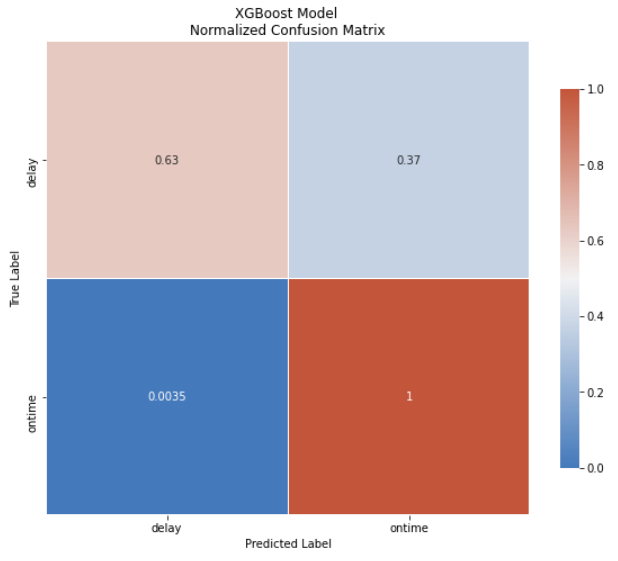 XGBoost Model
Normalized Confusion Matrix
delay
0.63
0.37
True Label
ontime
0.0035
1
delay
ontime
Predicted Label
1.0
0.8
0.6
0.4
0.2
0.0